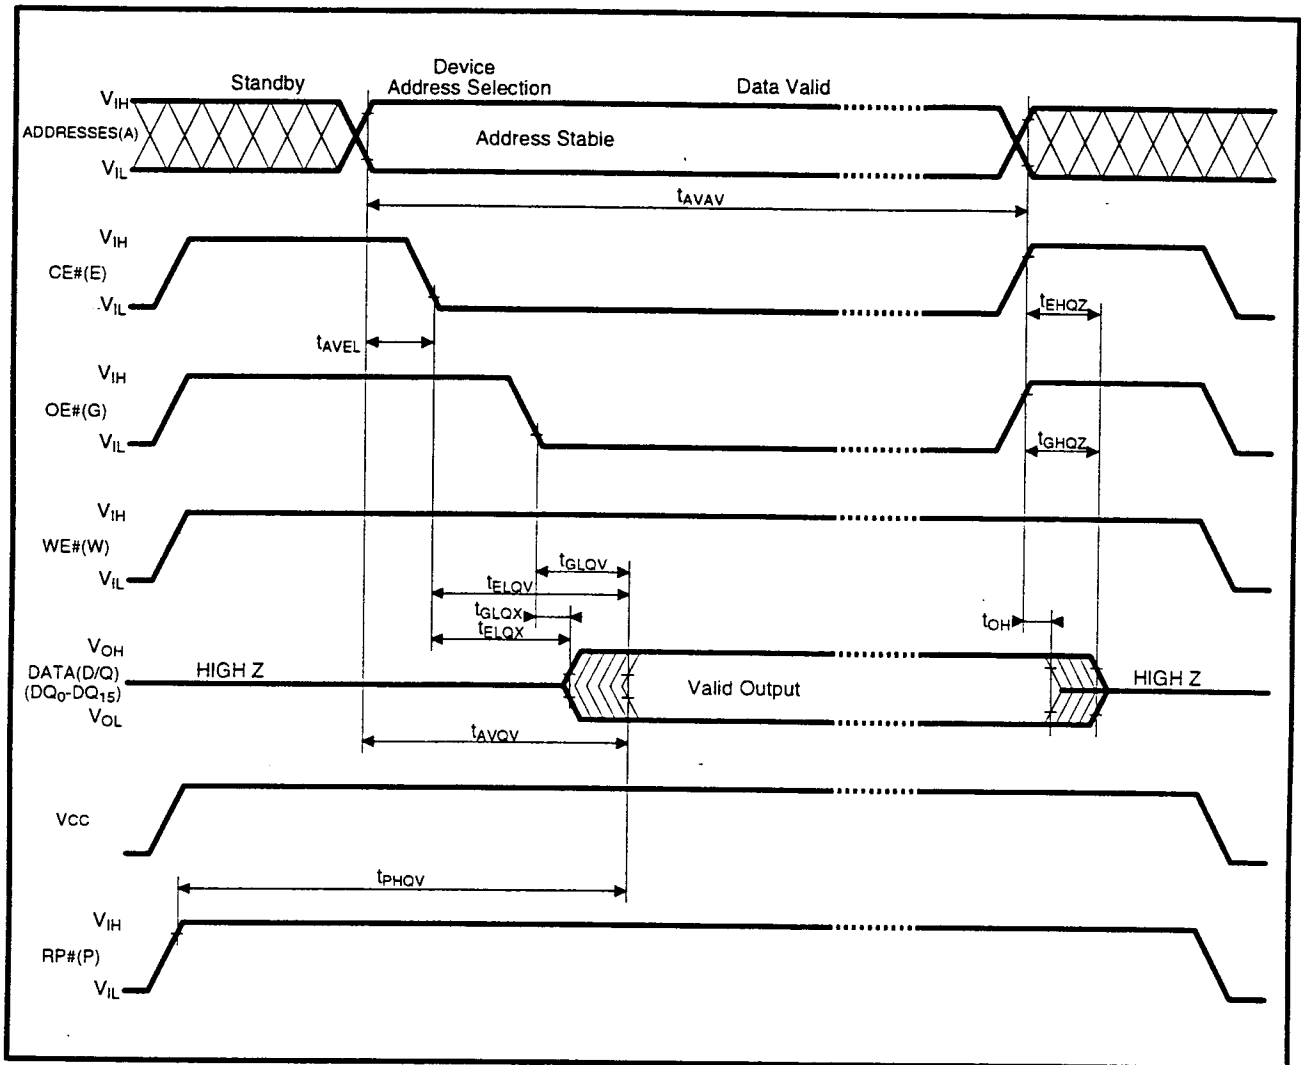 Standby
Device
Address Selection
Data Valid
VIH
ADDRESSES(A)
Address Stable
VIL
tAVAV
VIH
CE#(E)
VIL
tEHQZ
tAVEL
VIH
OE#(G)
VIL
tGHQZ
VIH
WE#(W)
VIL
tGLQV
tELQV
tGLQX
tELQX
tOH
VOH
DATA(D/Q)
(DQ0-DQ15)
VOL
HIGH Z
Valid Output
HIGH Z
tAVQV
VCC
tPHQV
VIH
RP#(P)
VIL